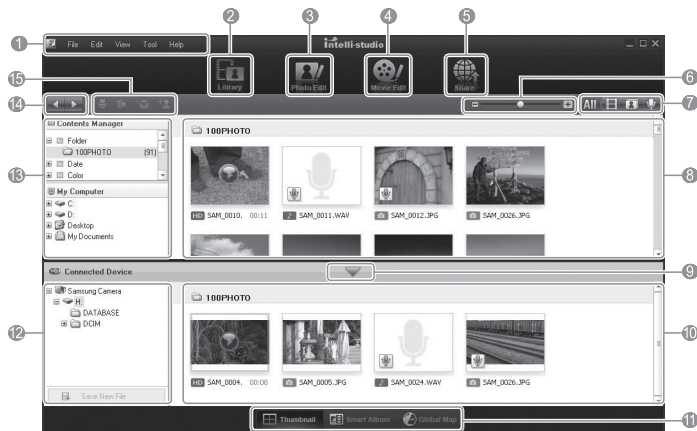 1
2
3
4
5
File Edit View Tool Help
intelli-studio
Library
Photo Edit
Movie Edit
Share
6
7
All
15
14
Contents Manager
Folder
100PHOTO (91)
Date
Color
13
My Computer
C:
D:
Desktop
My Documents
100PHOTO
HD SAM_0010. 00:11
SAM_0011.WAV
SAM_0012.JPG
SAM_0026.JPG
8
Connected Device
9
Samsung Camera
H:
DATABASE
DCIM
12
Save New File
100PHOTO
HD SAM_0004. 00:08
SAM_0005.JPG
SAM_0024.WAV
SAM_0026.JPG
10
Thumbnail
Smart Album
Global Map
11